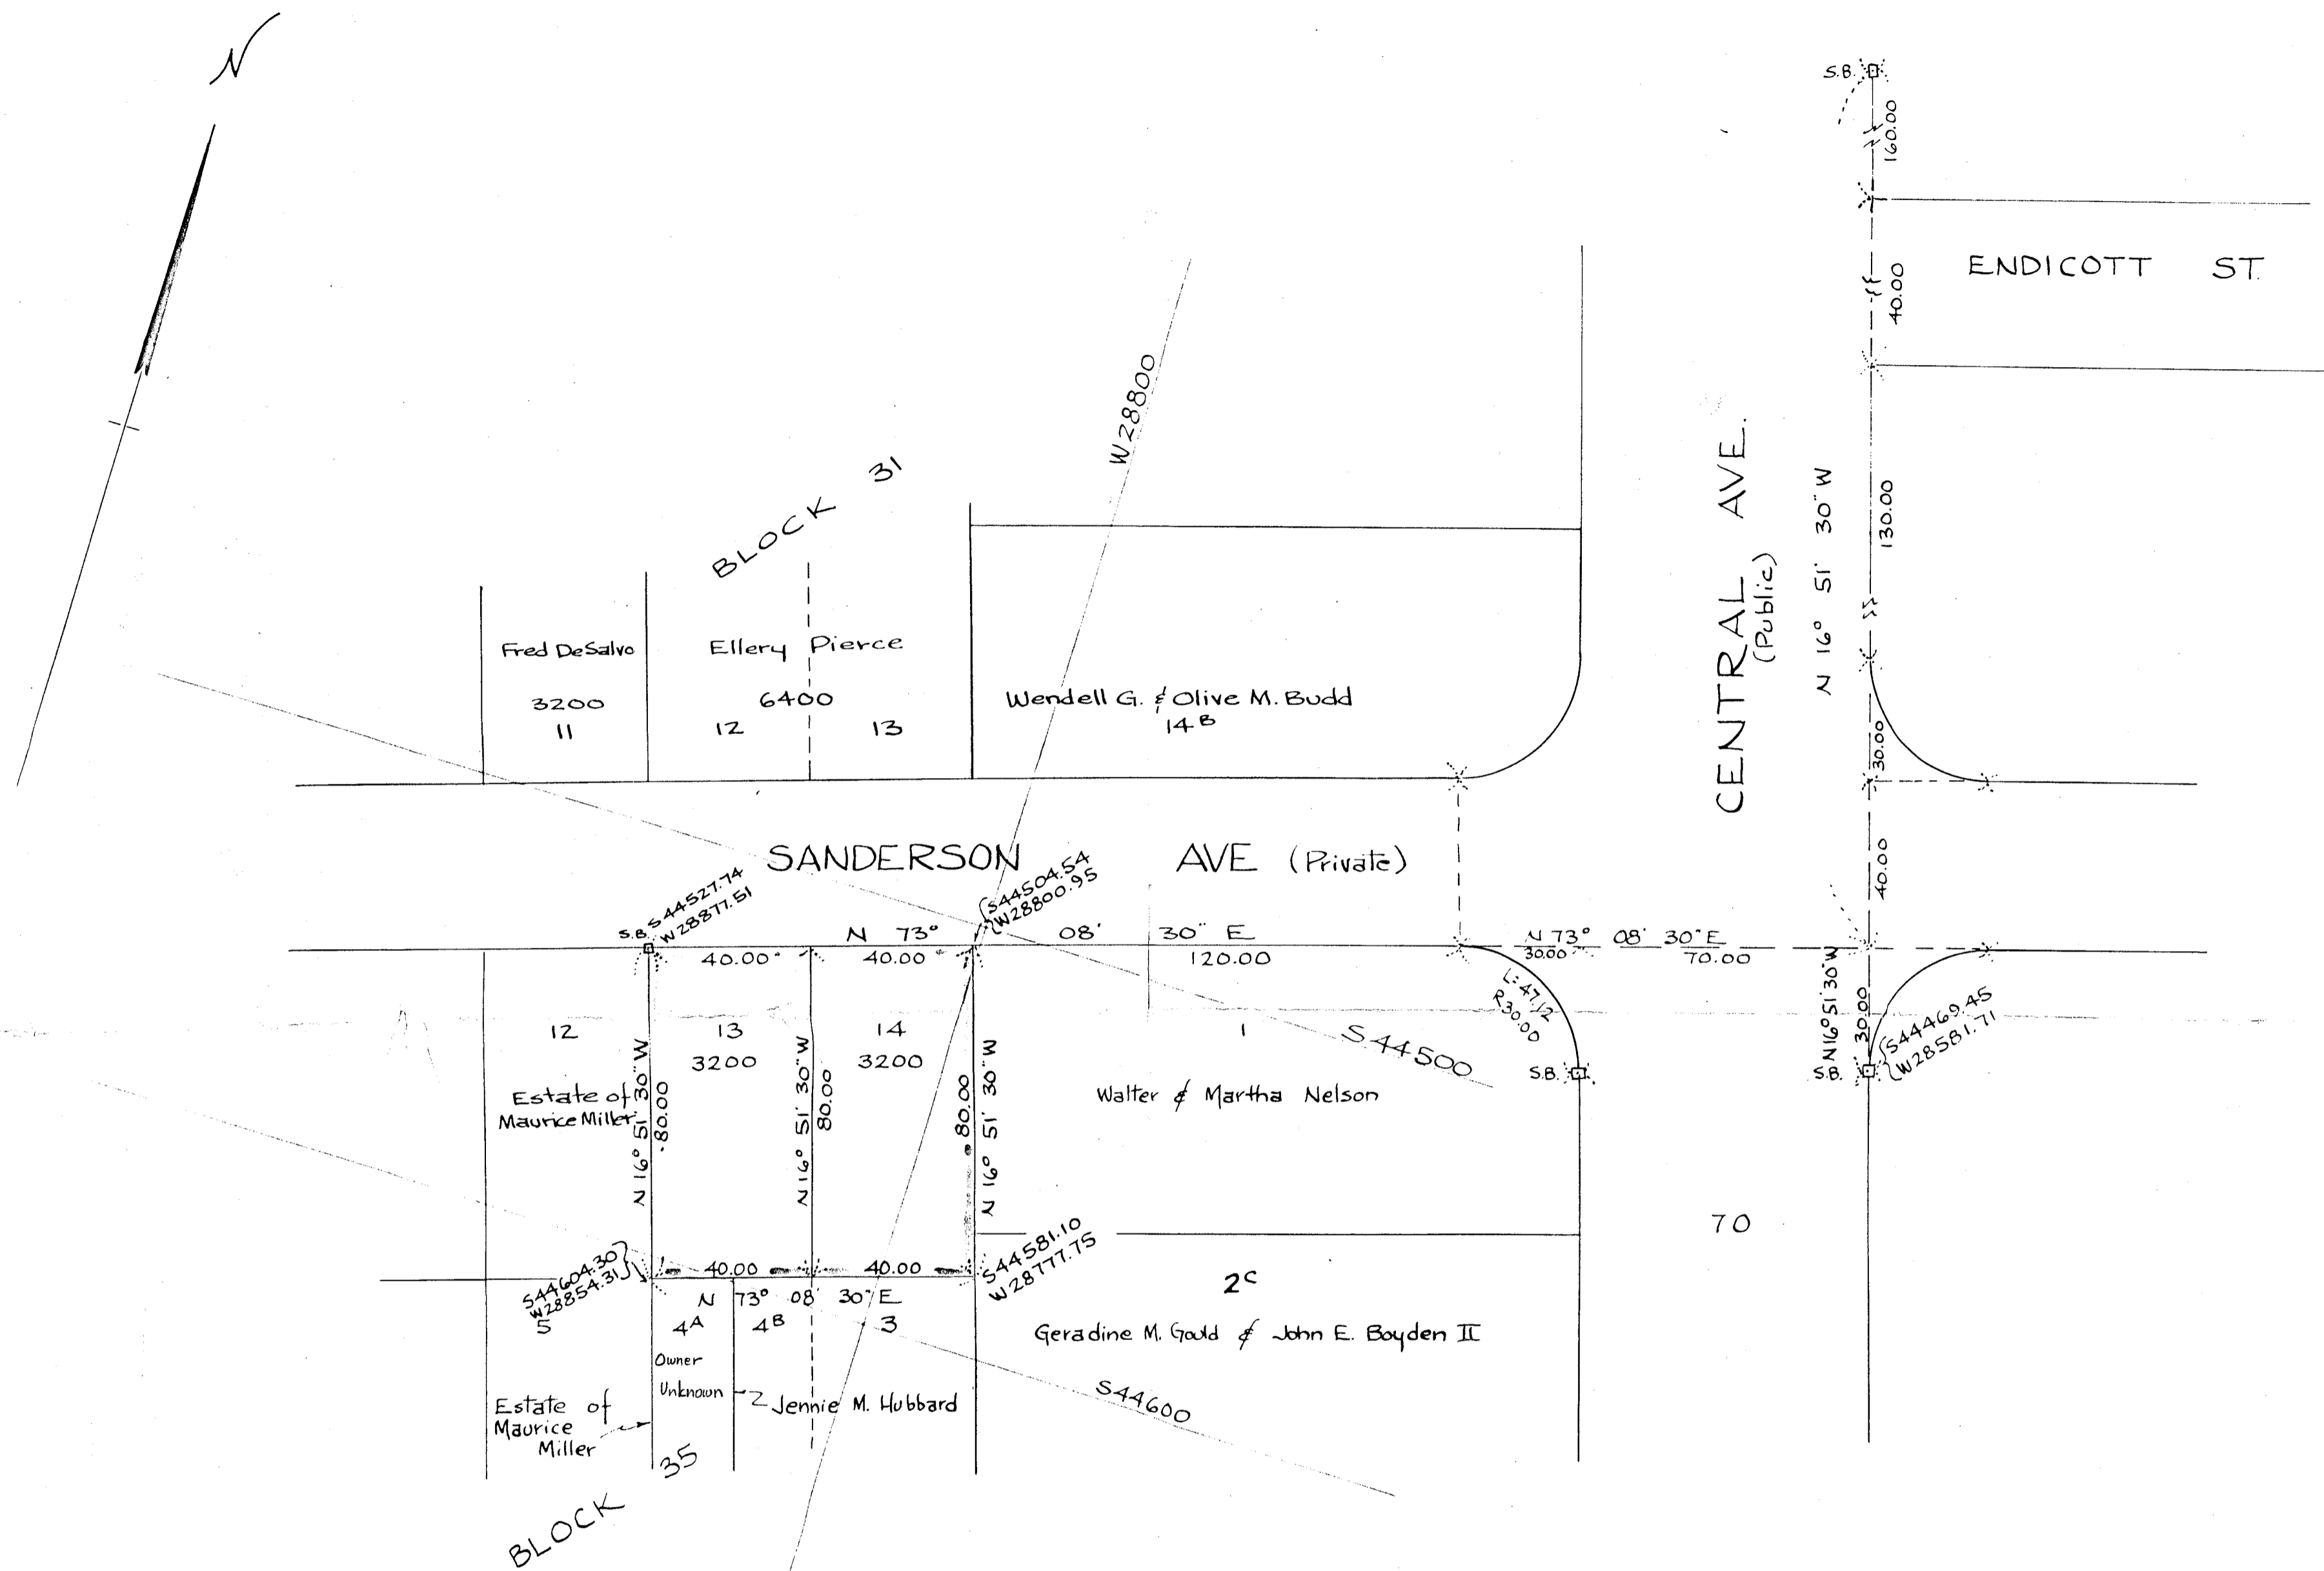 N
S.B.
160.00
ENDICOTT ST.
40.00
W28800
CENTRAL AVE.
(Public)
N 16° 51' 30" W
130.00
BLOCK 31
Fred DeSalvo
3200
11
Ellery Pierce
6400
12 13
Wendell G. & Olive M. Budd
14B
30.00
SANDERSON AVE (Private)
40.00
S.B. S44527.74
W28877.51
S44504.54
W28800.95
N 73° 08' 30" E
40.00 40.00 120.00
N 73° 08' 30" E
30.00 70.00
L=47.12
R30.00
S.B.
N16° 51' 30" W
30.00
S.B.
S44469.45
W28581.71
S44500
12
Estate of
Maurice Miller
N 16° 51' 30" W
80.00
13
3200
N 16° 51' 30" W
80.00
14
3200
80.00
N 16° 51' 30" W
1
Walter & Martha Nelson
70
S44604.30
W28854.31
40.00 40.00
S44581.10
W28777.75
N 73° 08' 30" E
5
4A
4B
3
2C
Geradine M. Gould & John E. Boyden II
Owner
Unknown
Jennie M. Hubbard
Estate of
Maurice
Miller
S44600
BLOCK 35